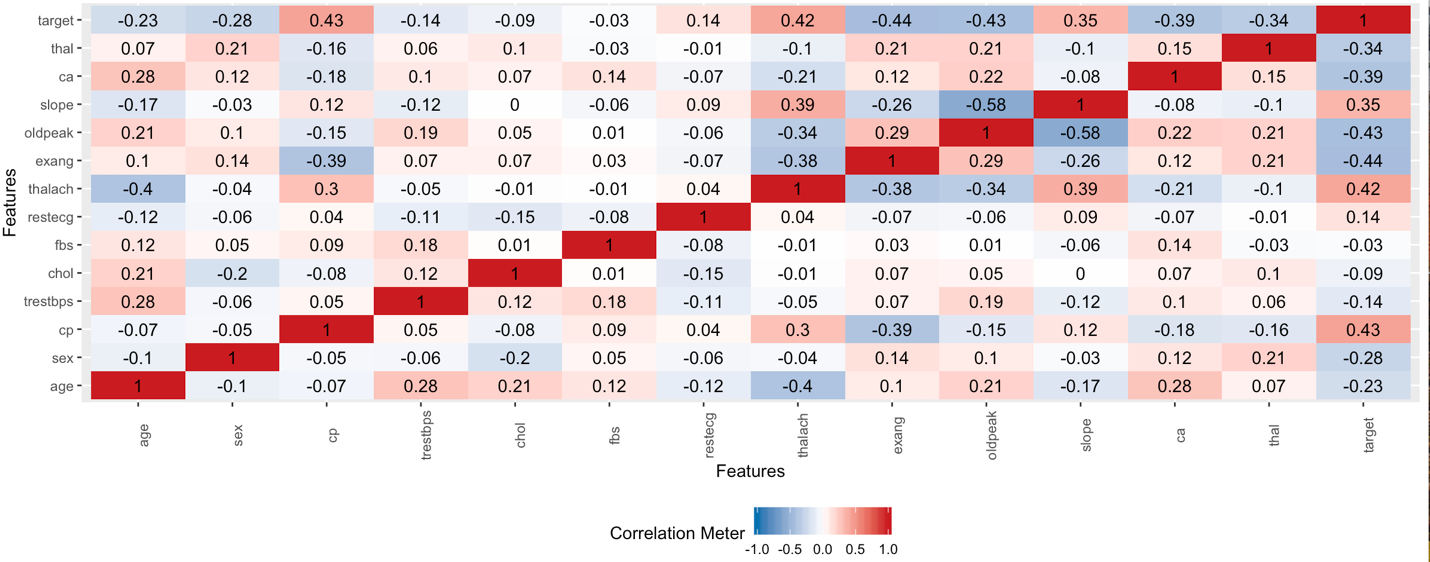 target -0.23 -0.28 0.43 -0.14 -0.09 -0.03 0.14 0.42 -0.44 -0.43 0.35 -0.39 -0.34 1
thal 0.07 0.21 -0.16 0.06 0.1 -0.03 -0.01 -0.1 0.21 0.21 -0.1 0.15 1 -0.34
ca 0.28 0.12 -0.18 0.1 0.07 0.14 -0.07 -0.21 0.12 0.22 -0.08 1 0.15 -0.39
slope -0.17 -0.03 0.12 -0.12 0 -0.06 0.09 0.39 -0.26 -0.58 1 -0.08 -0.1 0.35
oldpeak 0.21 0.1 -0.15 0.19 0.05 0.01 -0.06 -0.34 0.29 1 -0.58 0.22 0.21 -0.43
exang 0.1 0.14 -0.39 0.07 0.07 0.03 -0.07 -0.38 1 0.29 -0.26 0.12 0.21 -0.44
thalach -0.4 -0.04 0.3 -0.05 -0.01 -0.01 0.04 1 -0.38 -0.34 0.39 -0.21 -0.1 0.42
restecg -0.12 -0.06 0.04 -0.11 -0.15 -0.08 1 0.04 -0.07 -0.06 0.09 -0.07 -0.01 0.14
fbs 0.12 0.05 0.09 0.18 0.01 1 -0.08 -0.01 0.03 0.01 -0.06 0.14 -0.03 -0.03
chol 0.21 -0.2 -0.08 0.12 1 0.01 -0.15 -0.01 0.07 0.05 0 0.07 0.1 -0.09
trestbps 0.28 -0.06 0.05 1 0.12 0.18 -0.11 -0.05 0.07 0.19 -0.12 0.1 0.06 -0.14
cp -0.07 -0.05 1 0.05 -0.08 0.09 0.04 0.3 -0.39 -0.15 0.12 -0.18 -0.16 0.43
sex -0.1 1 -0.05 -0.06 -0.2 0.05 -0.06 -0.04 0.14 0.1 -0.03 0.12 0.21 -0.28
age 1 -0.1 -0.07 0.28 0.21 0.12 -0.12 -0.4 0.1 0.21 -0.17 0.28 0.07 -0.23
Features
age sex cp trestbps chol fbs restecg thalach exang oldpeak slope ca thal target
Features
Correlation Meter
-1.0 -0.5 0.0 0.5 1.0